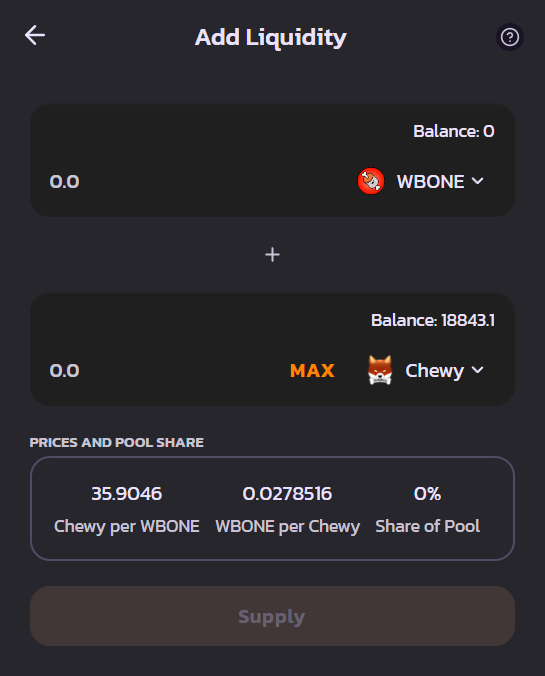 Add Liquidity
Balance: 0
0.0 WBONE
+
Balance: 18843.1
0.0 MAX Chewy
PRICES AND POOL SHARE
35.9046 0.0278516 0%
Chewy per WBONE WBONE per Chewy Share of Pool
Supply